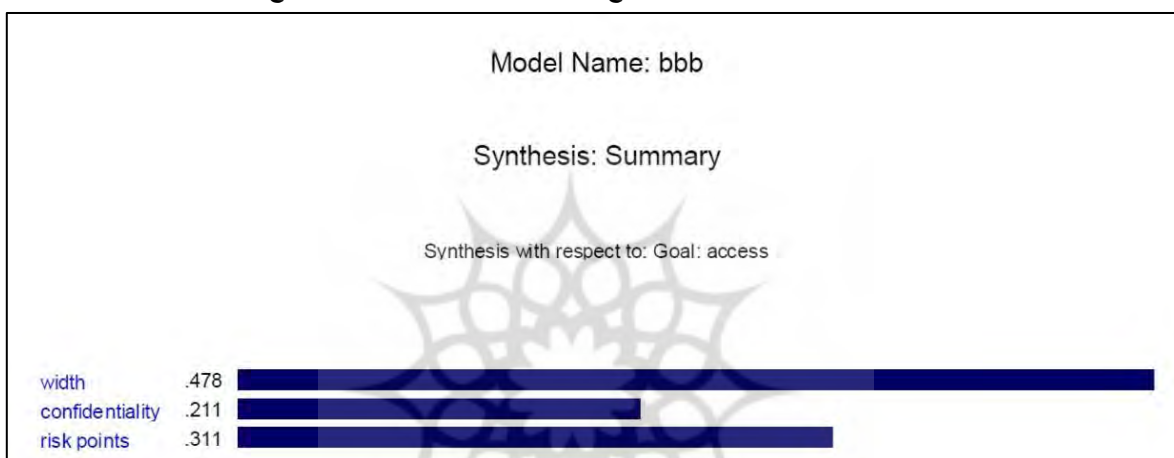 Model Name: bbb
Synthesis: Summary
Synthesis with respect to: Goal: access
width .478
confidentiality .211
risk points .311